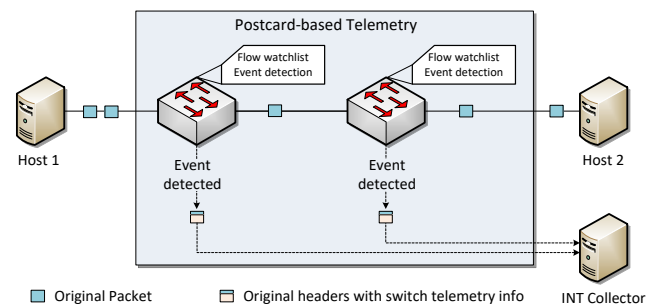 Postcard-based Telemetry
Flow watchlist
Event detection
Flow watchlist
Event detection
Host 1
Host 2
Event
detected
Event
detected
Original Packet
Original headers with switch telemetry info
INT Collector